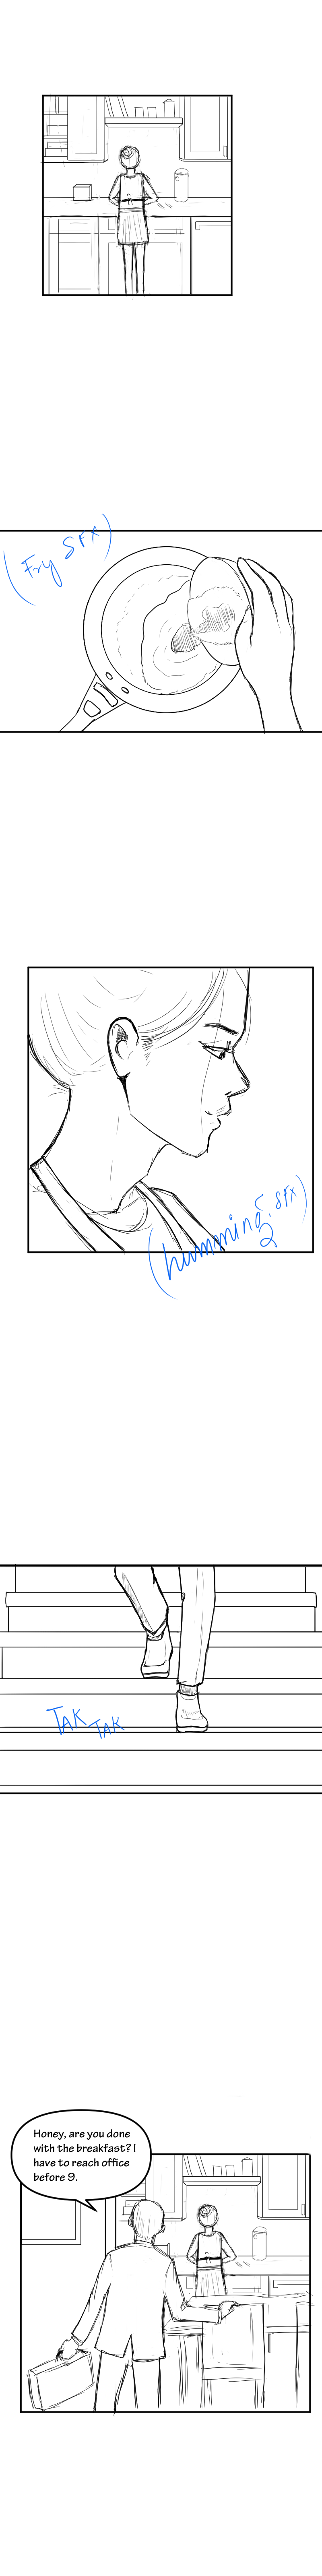 (Fry SFX)
(humming SFX)
TAK TAK
Honey, are you done
with the breakfast? I
have to reach office
before 9.